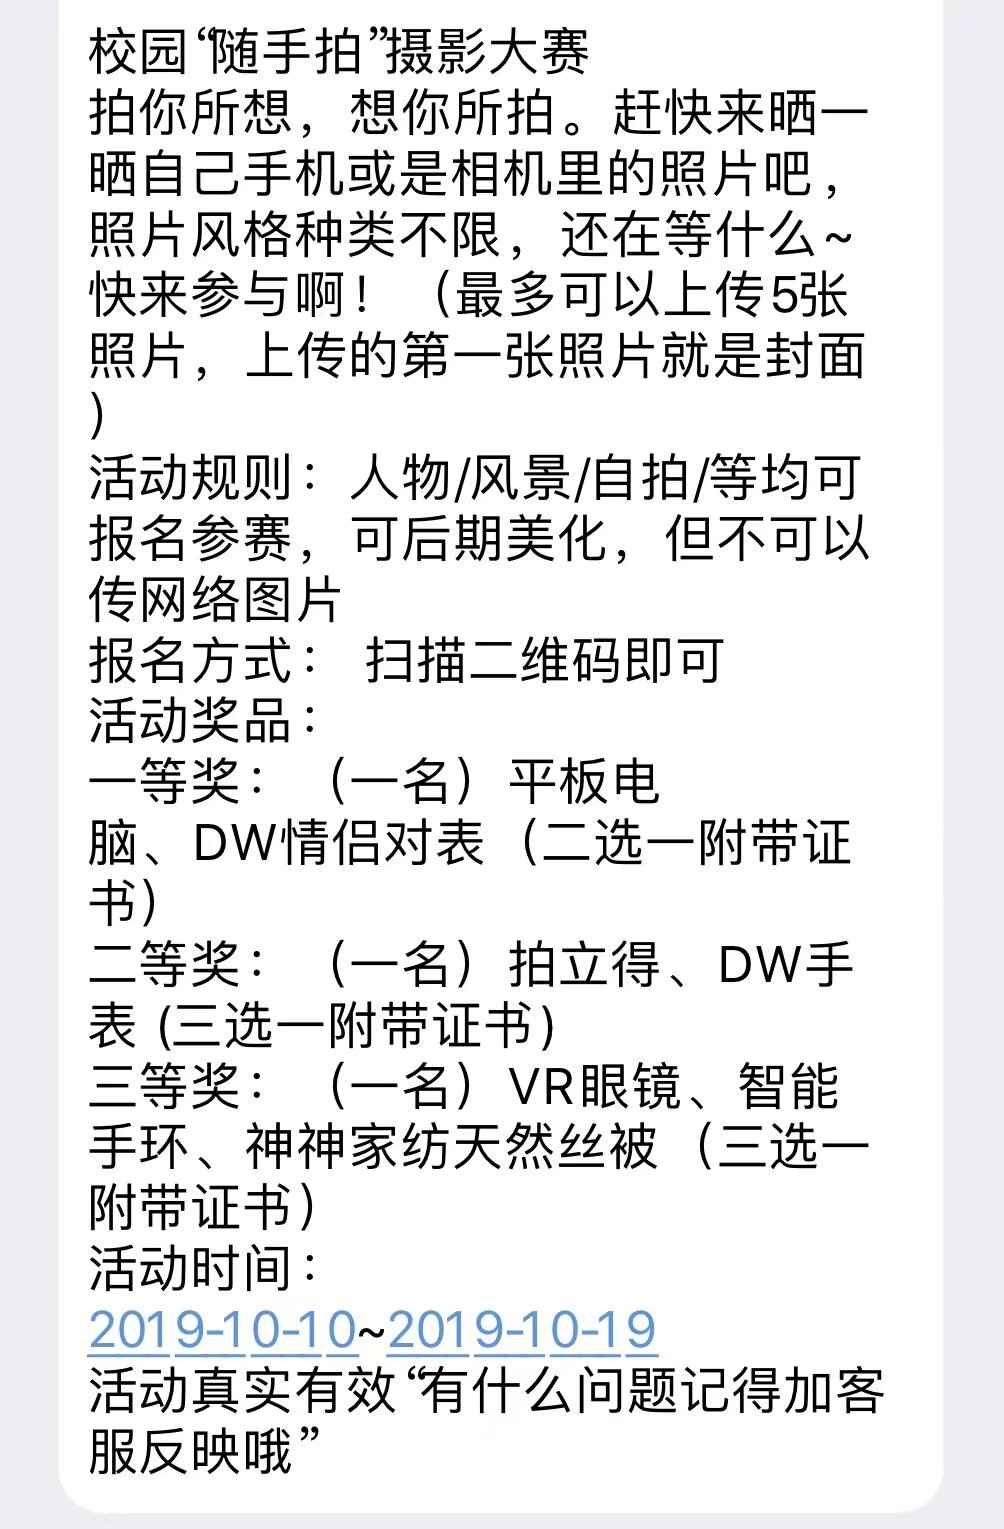 校园“随手拍”摄影大赛
拍你所想，想你所拍。赶快来晒一
晒自己手机或是相机里的照片吧，
照片风格种类不限，还在等什么~
快来参与啊！（最多可以上传5张
照片，上传的第一张照片就是封面
）
活动规则：人物/风景/自拍/等均可
报名参赛，可后期美化，但不可以
传网络图片
报名方式： 扫描二维码即可
活动奖品：
一等奖：（一名）平板电
脑、DW情侣对表（二选一附带证
书）
二等奖：（一名）拍立得、DW手
表 (三选一附带证书)
三等奖：（一名）VR眼镜、智能
手环、神神家纺天然丝被（三选一
附带证书）
活动时间：
2019-10-10~2019-10-19
活动真实有效“有什么问题记得加客
服反映哦”